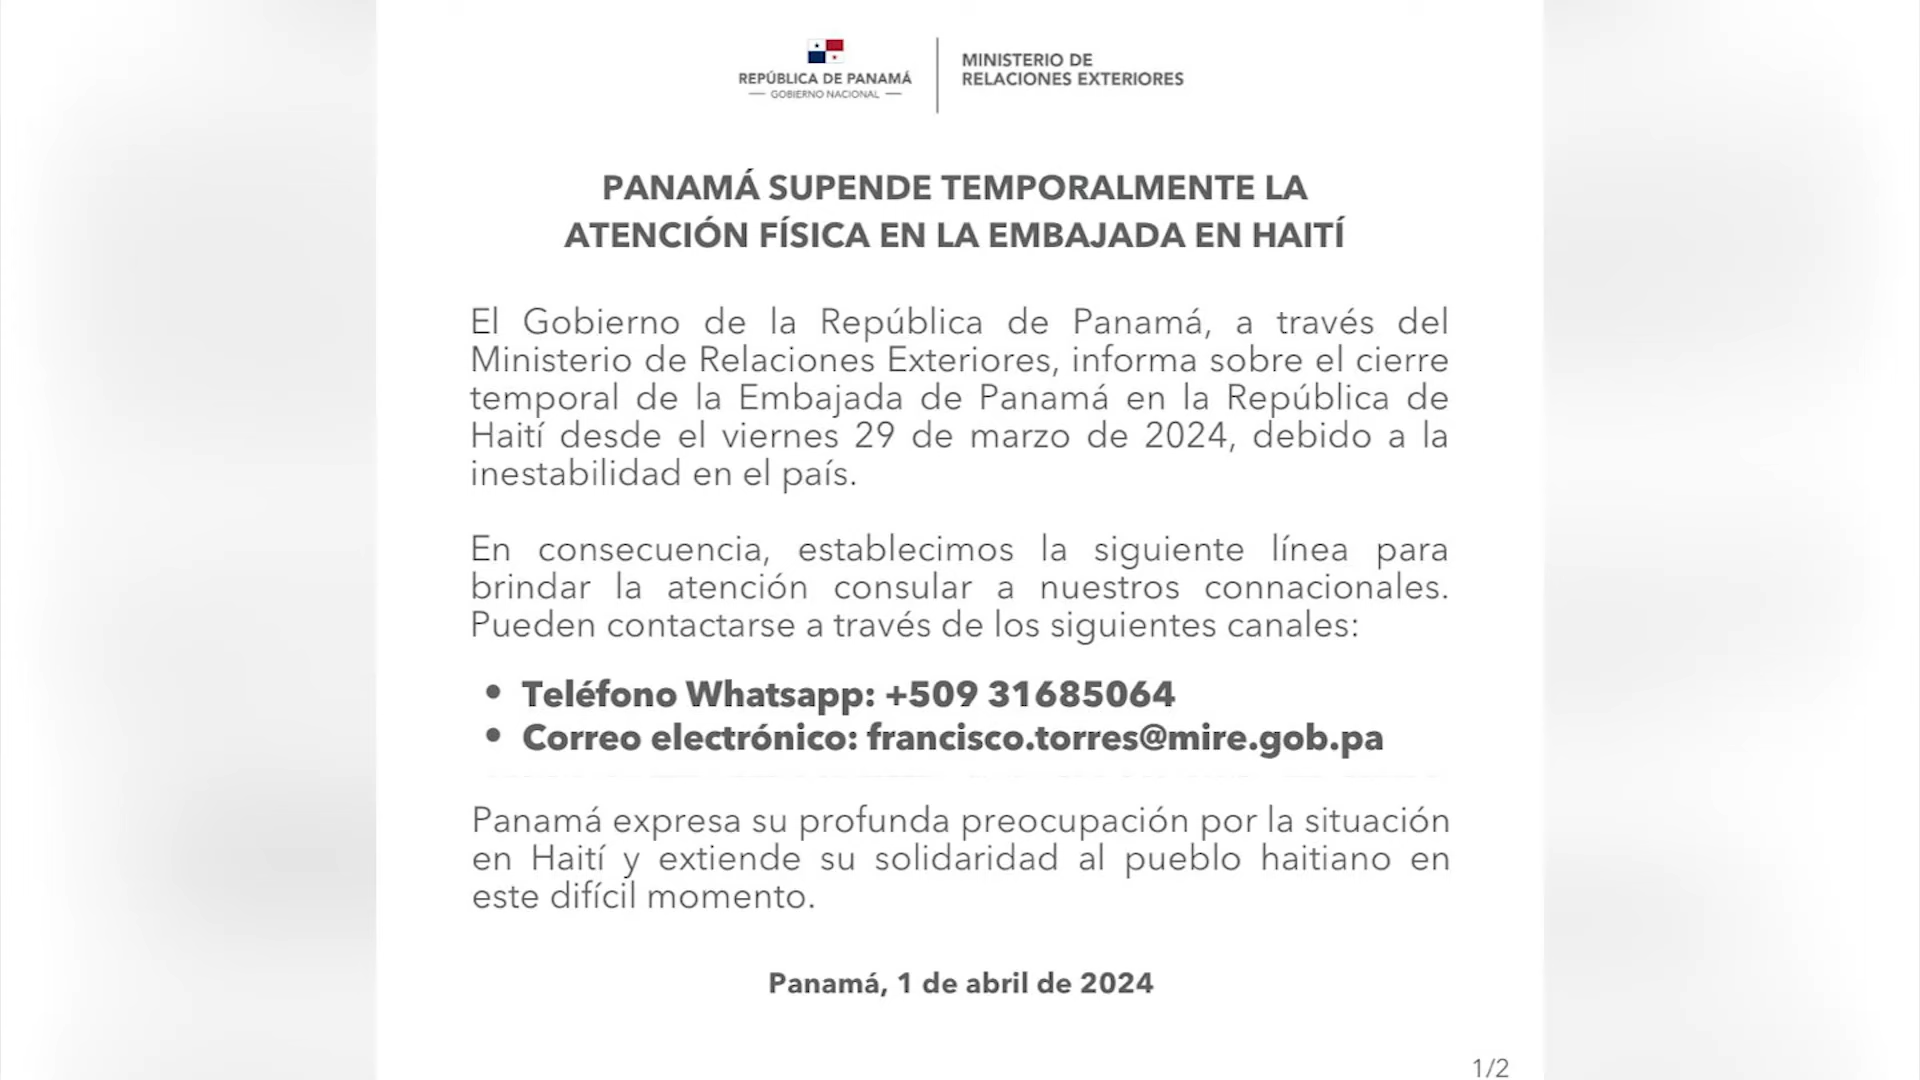 REPÚBLICA DE PANAMÁ
GOBIERNO NACIONAL
MINISTERIO DE
RELACIONES EXTERIORES
PANAMÁ SUPENDE TEMPORALMENTE LA
ATENCIÓN FÍSICA EN LA EMBAJADA EN HAITÍ
El Gobierno de la República de Panamá, a través del
Ministerio de Relaciones Exteriores, informa sobre el cierre
temporal de la Embajada de Panamá en la República de
Haití desde el viernes 29 de marzo de 2024, debido a la
inestabilidad en el país.
En consecuencia, establecimos la siguiente línea para
brindar la atención consular a nuestros connacionales.
Pueden contactarse a través de los siguientes canales:
• Teléfono Whatsapp: +509 31685064
• Correo electrónico: francisco.torres@mire.gob.pa
Panamá expresa su profunda preocupación por la situación
en Haití y extiende su solidaridad al pueblo haitiano en
este difícil momento.
Panamá, 1 de abril de 2024
1/2